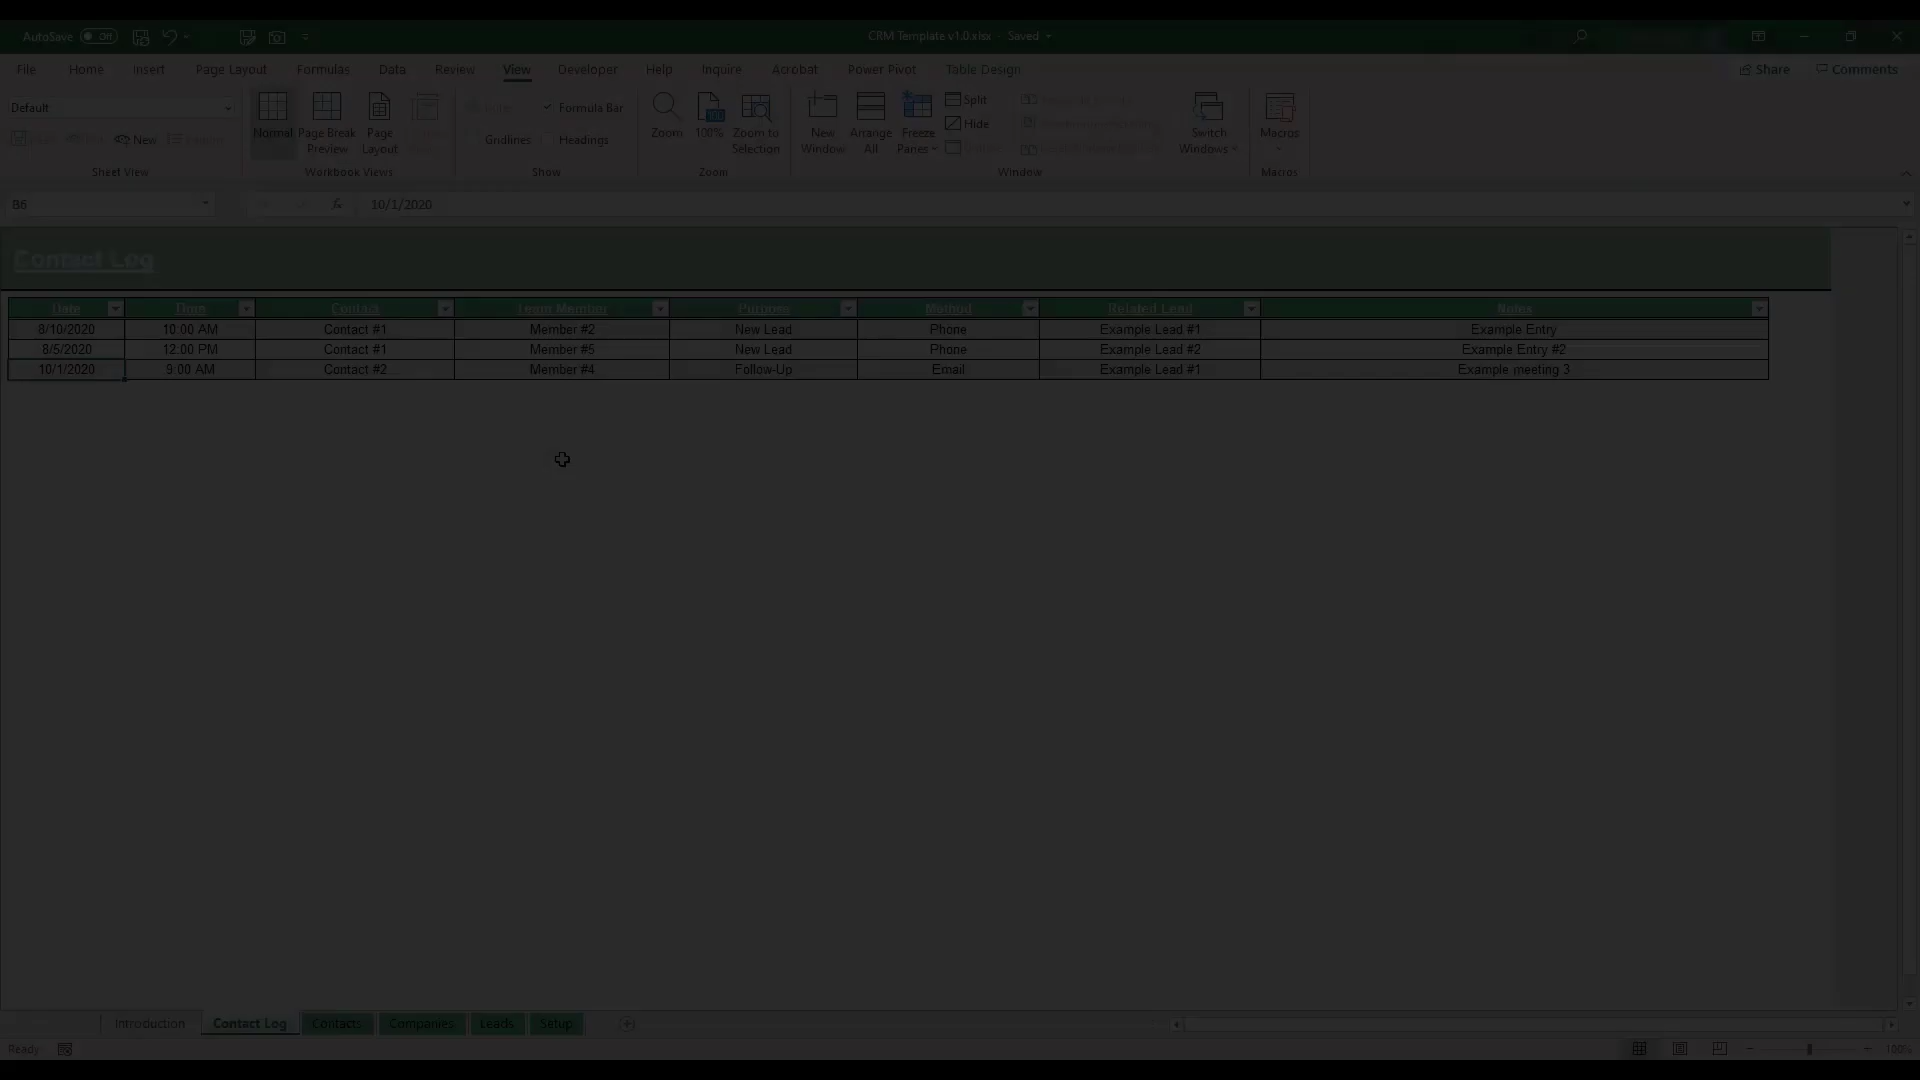 AutoSave Off CRM Template v1.0.xlsx - Saved
File Home Insert Page Layout Formulas Data Review View Developer Help Inquire Acrobat Power Pivot Table Design Share Comments
Default
New
Normal Page Break Preview Page Layout
Formula Bar
Gridlines Headings
Zoom 100% Zoom to Selection
New Window Arrange All Freeze Panes
Split
Hide
Switch Windows
Macros
Sheet View Workbook Views Show Zoom Window Macros
B6 fx 10/1/2020
Contact Log
Date Time Contact Team Member Purpose Method Related Lead Notes
8/10/2020 10:00 AM Contact #1 Member #2 New Lead Phone Example Lead #1 Example Entry
8/5/2020 12:00 PM Contact #1 Member #5 New Lead Phone Example Lead #2 Example Entry #2
10/1/2020 9:00 AM Contact #2 Member #4 Follow-Up Email Example Lead #1 Example meeting 3
Introduction Contact Log Contacts Companies Leads Setup
Ready 100%